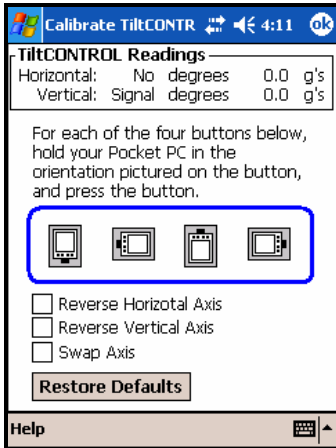 Calibrate TiltCONTR 4:11 ok
TiltCONTROL Readings
Horizontal: No degrees 0.0 g's
Vertical: Signal degrees 0.0 g's
For each of the four buttons below,
hold your Pocket PC in the
orientation pictured on the button,
and press the button.
Reverse Horizotal Axis
Reverse Vertical Axis
Swap Axis
Restore Defaults
Help